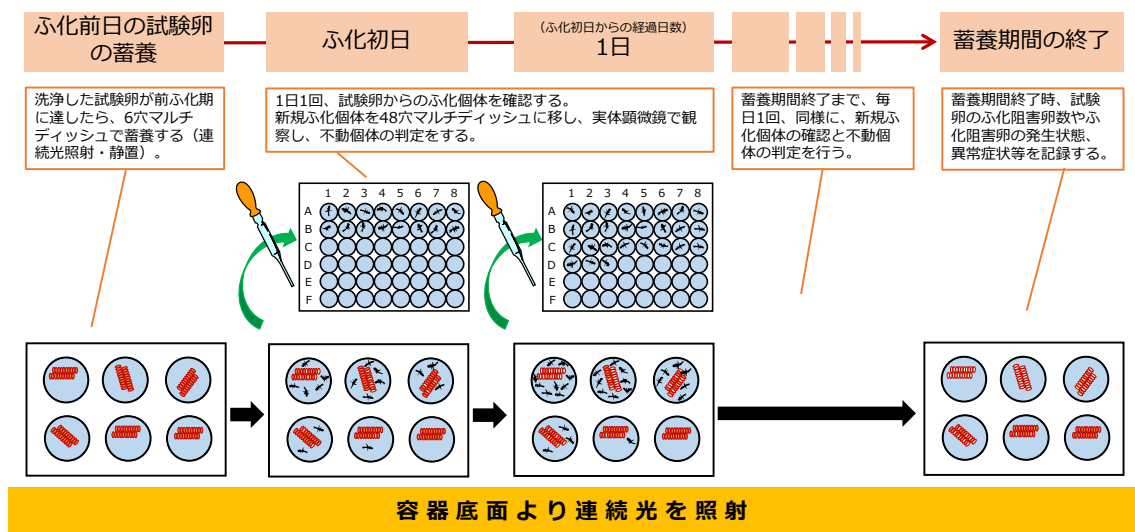 ふ化前日の試験卵
の蓄養
ふ化初日
(ふ化初日からの経過日数)
1日
蓄養期間の終了
洗浄した試験卵が前ふ化期
に達したら、6穴マルチ
ディッシュで蓄養する（連
続光照射・静置）。
1日1回、試験卵からのふ化個体を確認する。
新規ふ化個体を48穴マルチディッシュに移し、実体顕微鏡で観
察し、不動個体の判定をする。
蓄養期間終了まで、毎
日1回、同様に、新規ふ
化個体の確認と不動個
体の判定を行う。
蓄養期間終了時、試験
卵のふ化阻害卵数やふ
化阻害卵の発生状態、
異常症状等を記録する。
1 2 3 4 5 6 7 8
A
B
C
D
E
F
1 2 3 4 5 6 7 8
A
B
C
D
E
F
容器底面より連続光を照射